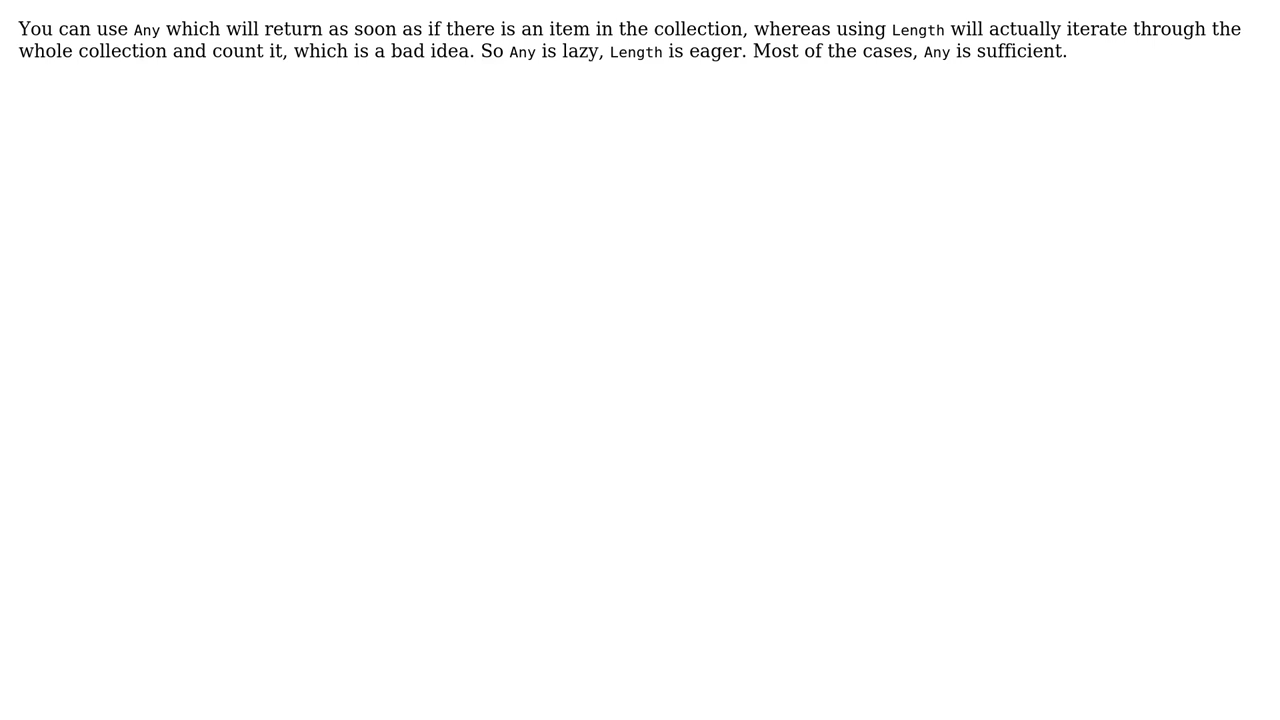 You can use Any which will return as soon as if there is an item in the collection, whereas using Length will actually iterate through the
whole collection and count it, which is a bad idea. So Any is lazy, Length is eager. Most of the cases, Any is sufficient.